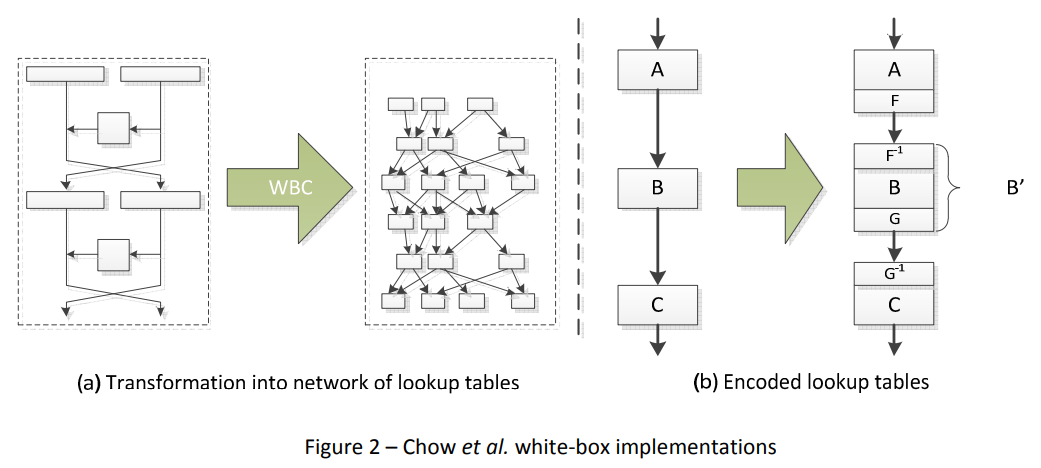 WBC
A
B
C
A
F
F-1
B
G
G-1
C
B’
(a) Transformation into network of lookup tables
(b) Encoded lookup tables
Figure 2 – Chow et al. white-box implementations